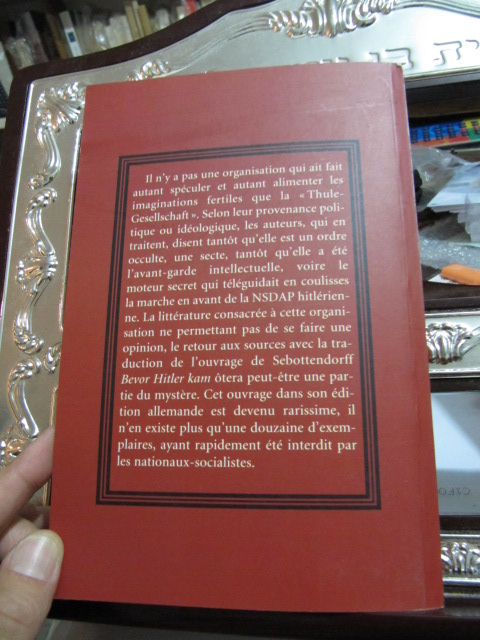 Il n'y a pas une organisation qui ait fait
autant spéculer et autant alimenter les
imaginations fertiles que la « Thule-
Gesellschaft ». Selon leur provenance poli-
tique ou idéologique, les auteurs, qui en
traitent, disent tantôt qu'elle est un ordre
occulte, une secte, tantôt qu'elle a été
l'avant-garde intellectuelle, voire le
moteur secret qui téléguidait en coulisses
la marche en avant de la NSDAP hitlérien-
ne. La littérature consacrée à cette organi-
sation ne permettant pas de se faire une
opinion, le retour aux sources avec la tra-
duction de l'ouvrage de Sebottendorff
Bevor Hitler kam ôtera peut-être une par-
tie du mystère. Cet ouvrage dans son édi-
tion allemande est devenu rarissime, il
n'en existe plus qu'une douzaine d'exem-
plaires, ayant rapidement été interdit par
les nationaux-socialistes.